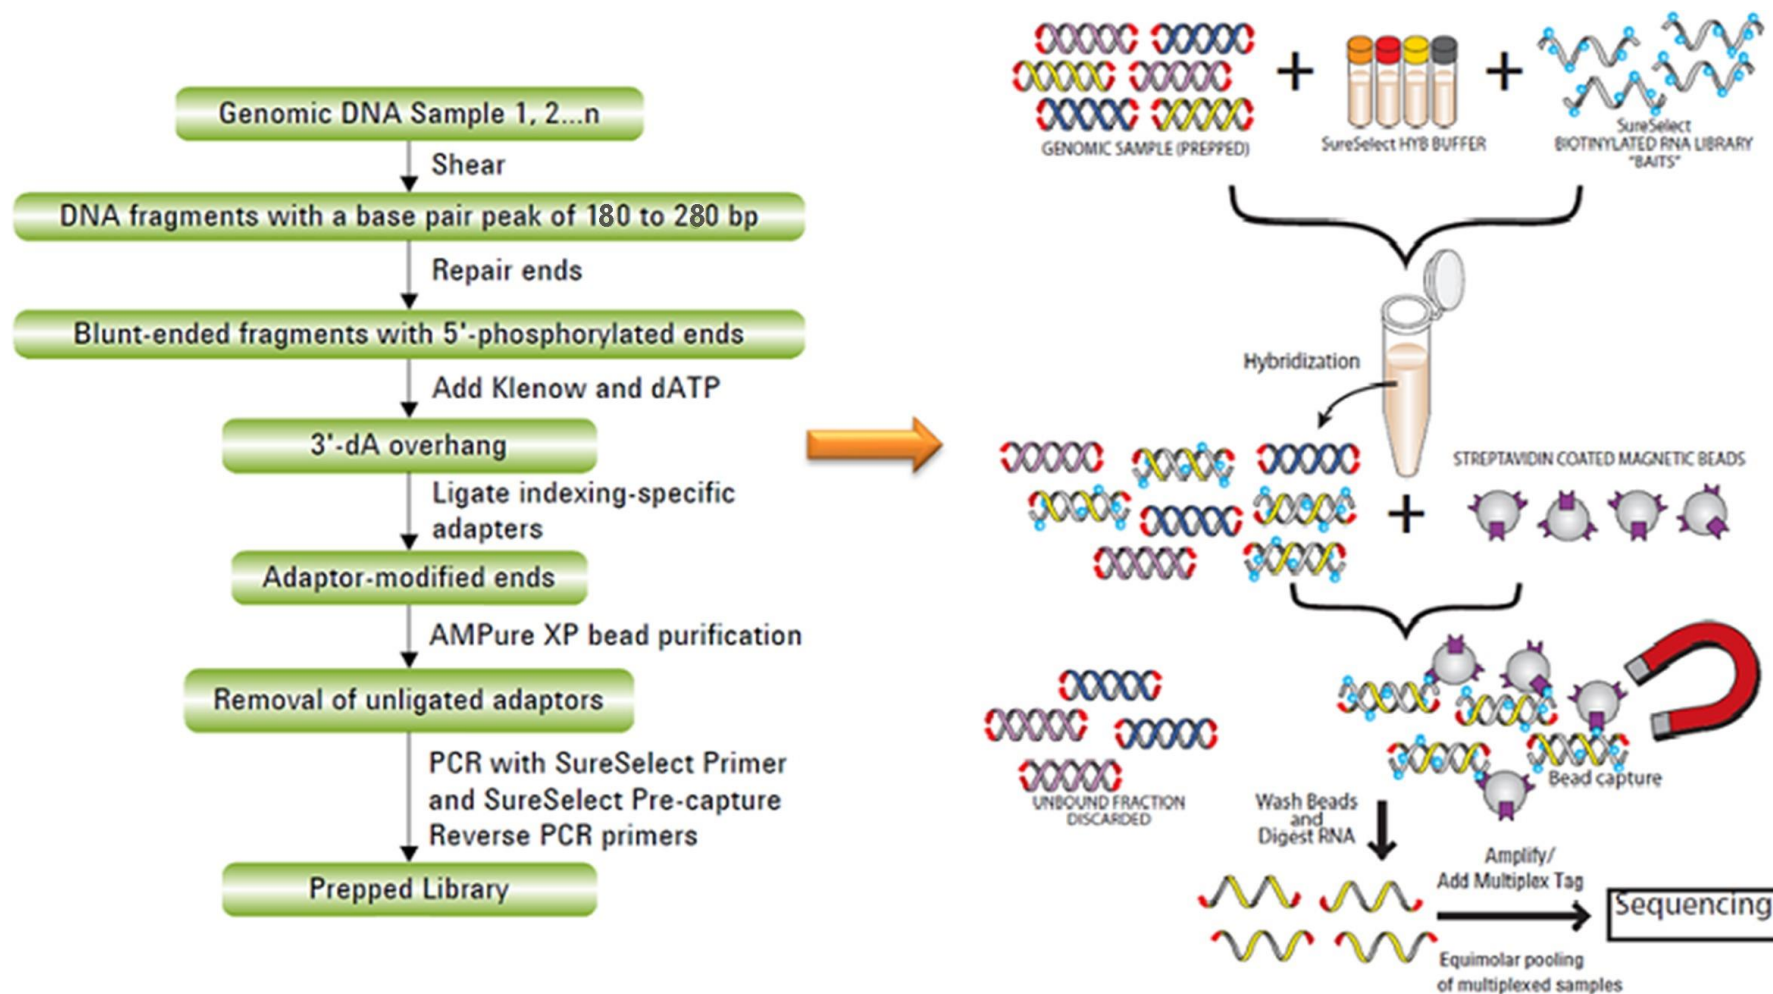 Genomic DNA Sample 1, 2...n
Shear
DNA fragments with a base pair peak of 180 to 280 bp
Repair ends
Blunt-ended fragments with 5'-phosphorylated ends
Add Klenow and dATP
3'-dA overhang
Ligate indexing-specific
adapters
Adaptor-modified ends
AMPure XP bead purification
Removal of unligated adaptors
PCR with SureSelect Primer
and SureSelect Pre-capture
Reverse PCR primers
Prepped Library
GENOMIC SAMPLE (PREPPED)
SureSelect HYB BUFFER
SureSelect
BIOTINYLATED RNA LIBRARY
"BAITS"
Hybridization
STREPTAVIDIN COATED MAGNETIC BEADS
UNBOUND FRACTION
DISCARDED
Bead capture
Wash Beads
and
Digest RNA
Amplify/
Add Multiplex Tag
Sequencing
Equimolar pooling
of multiplexed samples